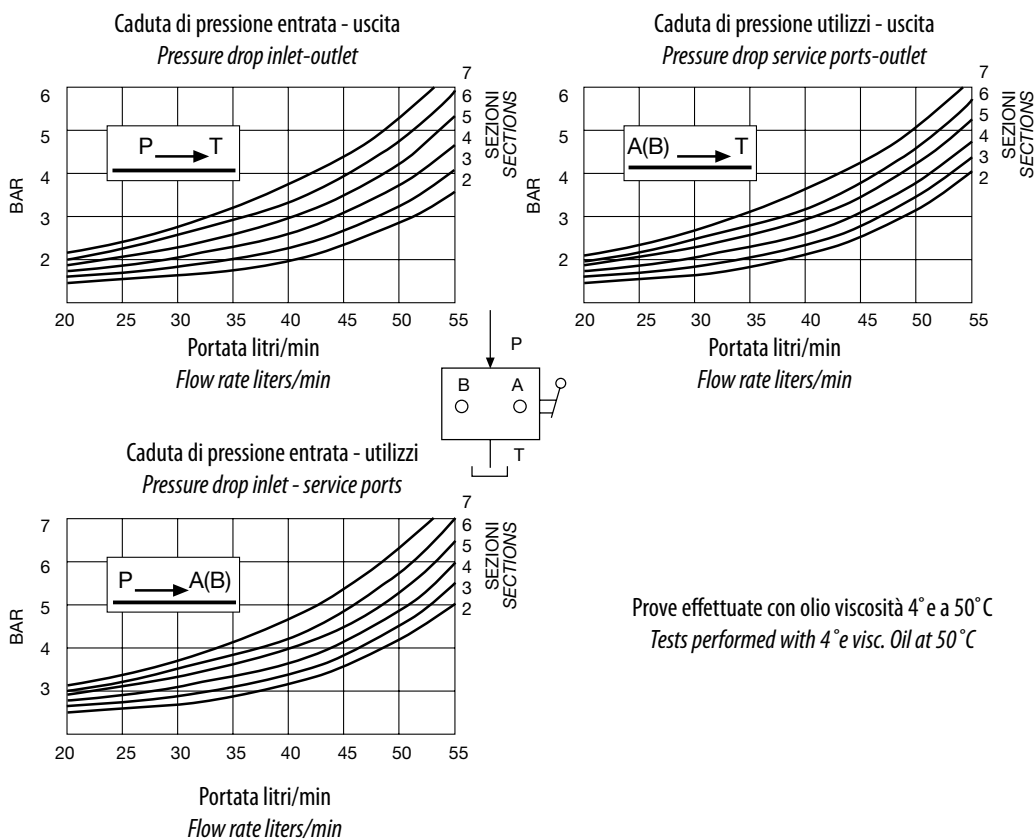 Caduta di pressione entrata - uscita
Pressure drop inlet-outlet
6
5
4
3
2
BAR
P T
7
6
5
4
3
2
SEZIONI
SECTIONS
20 25 30 35 40 45 50 55
Portata litri/min
Flow rate liters/min
Caduta di pressione utilizzi - uscita
Pressure drop service ports-outlet
6
5
4
3
2
BAR
A(B) T
7
6
5
4
3
2
SEZIONI
SECTIONS
20 25 30 35 40 45 50 55
Portata litri/min
Flow rate liters/min
P
B A
T
Caduta di pressione entrata - utilizzi
Pressure drop inlet - service ports
7
6
5
4
3
BAR
P A(B)
7
6
5
4
3
2
SEZIONI
SECTIONS
20 25 30 35 40 45 50 55
Portata litri/min
Flow rate liters/min
Prove effettuate con olio viscosità 4°e a 50°C
Tests performed with 4°e visc. Oil at 50°C